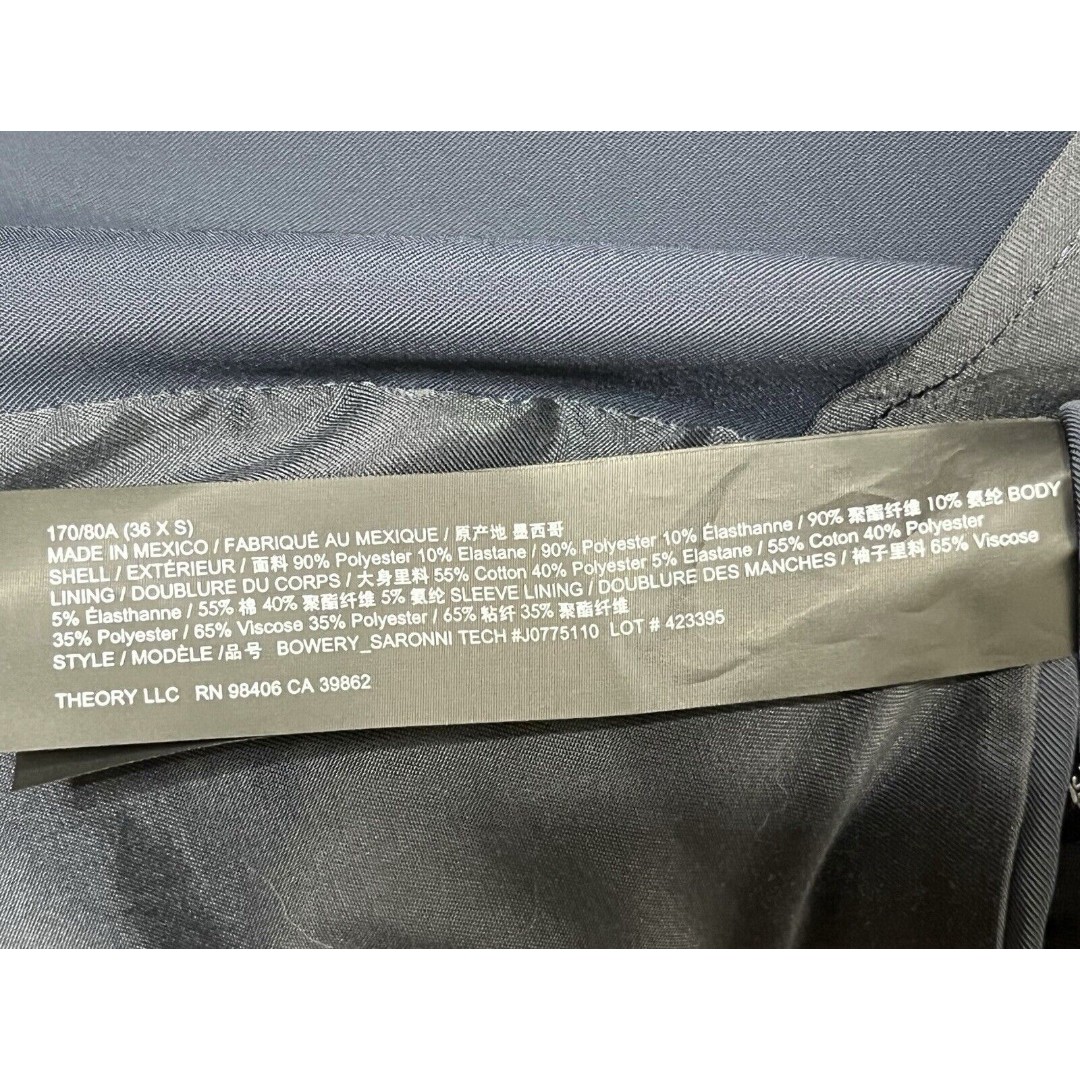 170/80A (36 X S)
MADE IN MEXICO / FABRIQUÉ AU MEXIQUE / 原产地 墨西哥
SHELL / EXTÉRIEUR / 面料 90% Polyester 10% Elastane / 90% Polyester 10% Élasthanne / 90% 聚酯纤维 10% 氨纶 BODY
LINING / DOUBLURE DU CORPS / 大身里料 55% Cotton 40% Polyester 5% Elastane / 55% Coton 40% Polyester
5% Élasthanne / 55% 棉 40% 聚酯纤维 5% 氨纶 SLEEVE LINING / DOUBLURE DES MANCHES / 袖子里料 65% Viscose
35% Polyester / 65% Viscose 35% Polyester / 65% 粘纤 35% 聚酯纤维
STYLE / MODÈLE /品号 BOWERY_SARONNI TECH #J0775110 LOT # 423395
THEORY LLC RN 98406 CA 39862